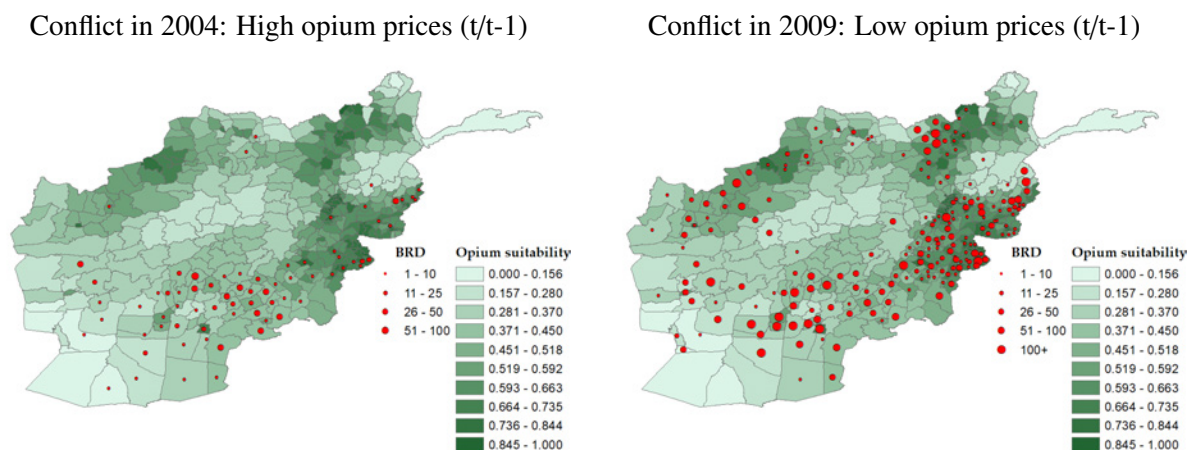 Conflict in 2004: High opium prices (t/t-1)
BRD
1 - 10
11 - 25
26 - 50
51 - 100
Opium suitability
0.000 - 0.156
0.157 - 0.280
0.281 - 0.370
0.371 - 0.450
0.451 - 0.518
0.519 - 0.592
0.593 - 0.663
0.664 - 0.735
0.736 - 0.844
0.845 - 1.000
Conflict in 2009: Low opium prices (t/t-1)
BRD
1 - 10
11 - 25
26 - 50
51 - 100
100+
Opium suitability
0.000 - 0.156
0.157 - 0.280
0.281 - 0.370
0.371 - 0.450
0.451 - 0.518
0.519 - 0.592
0.593 - 0.663
0.664 - 0.735
0.736 - 0.844
0.845 - 1.000